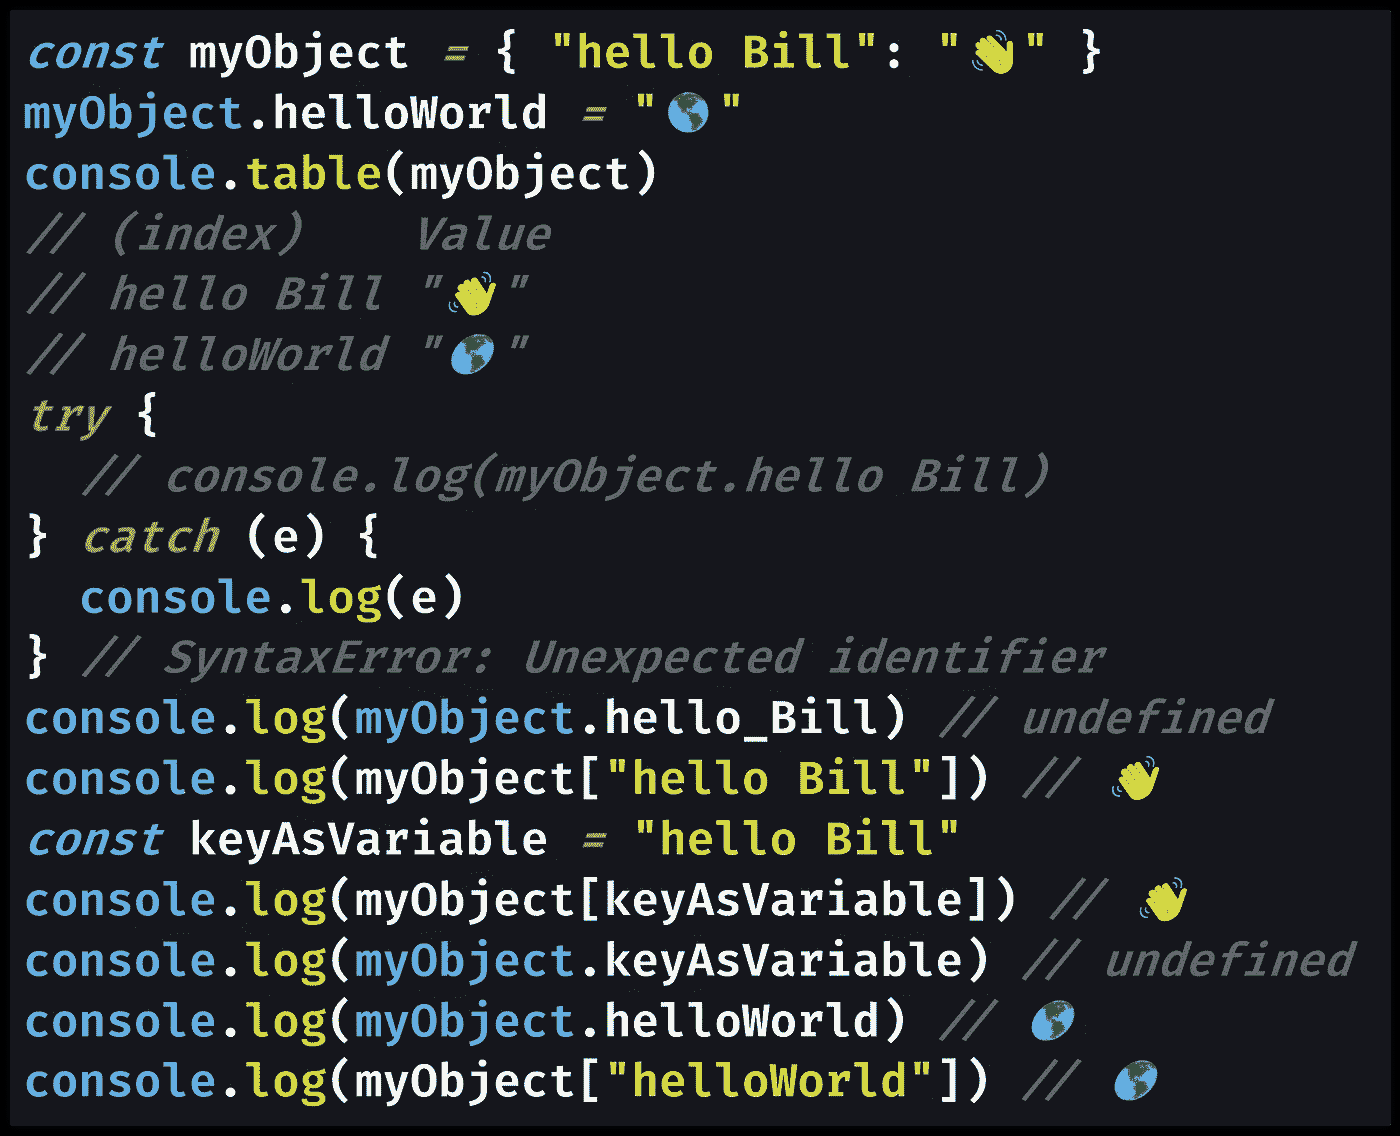 const myObject = { "hello Bill": "👋" }
myObject.helloWorld = "🌎"
console.table(myObject)
// (index)    Value
// hello Bill "👋"
// helloWorld "🌎"
try {
  // console.log(myObject.hello Bill)
} catch (e) {
  console.log(e)
} // SyntaxError: Unexpected identifier
console.log(myObject.hello_Bill) // undefined
console.log(myObject["hello Bill"]) // 👋
const keyAsVariable = "hello Bill"
console.log(myObject[keyAsVariable]) // 👋
console.log(myObject.keyAsVariable) // undefined
console.log(myObject.helloWorld) // 🌎
console.log(myObject["helloWorld"]) // 🌎